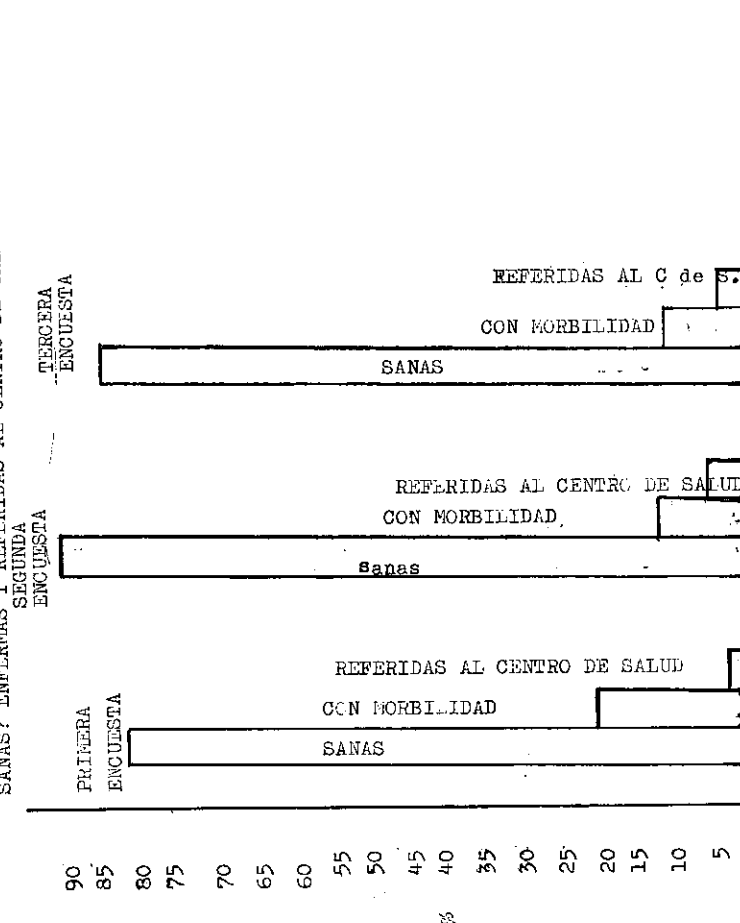 SANAS? ENFERMAS Y REFERIDAS AL CENTRO DE
TERCERA
ENCUESTA
REFERIDAS AL C de S.
CON MORBILIDAD
SANAS
SEGUNDA
ENCUESTA
REFERIDAS AL CENTRO DE SALUD
CON MORBILIDAD
Sanas
PRIMERA
ENCUESTA
REFERIDAS AL CENTRO DE SALUD
CON MORBILIDAD
SANAS
90
85
80
75
70
65
60
55
50
45
40
35
30
25
20
15
10
5
%